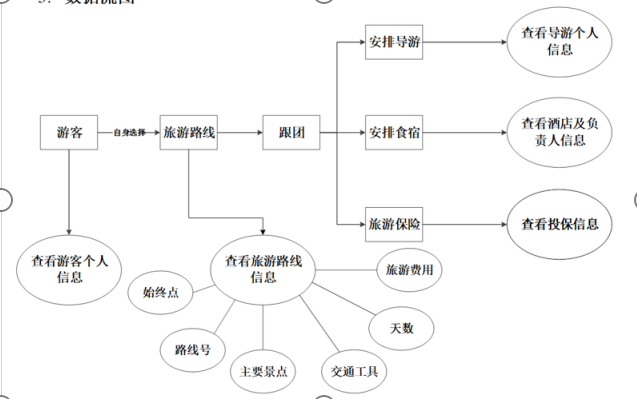 安排导游
查看导游个人
信息
游客
自身选择
旅游路线
跟团
安排食宿
查看酒店及负
责人信息
旅游保险
查看投保信息
查看游客个人
信息
查看旅游路线
信息
旅游费用
始终点
天数
路线号
主要景点
交通工具